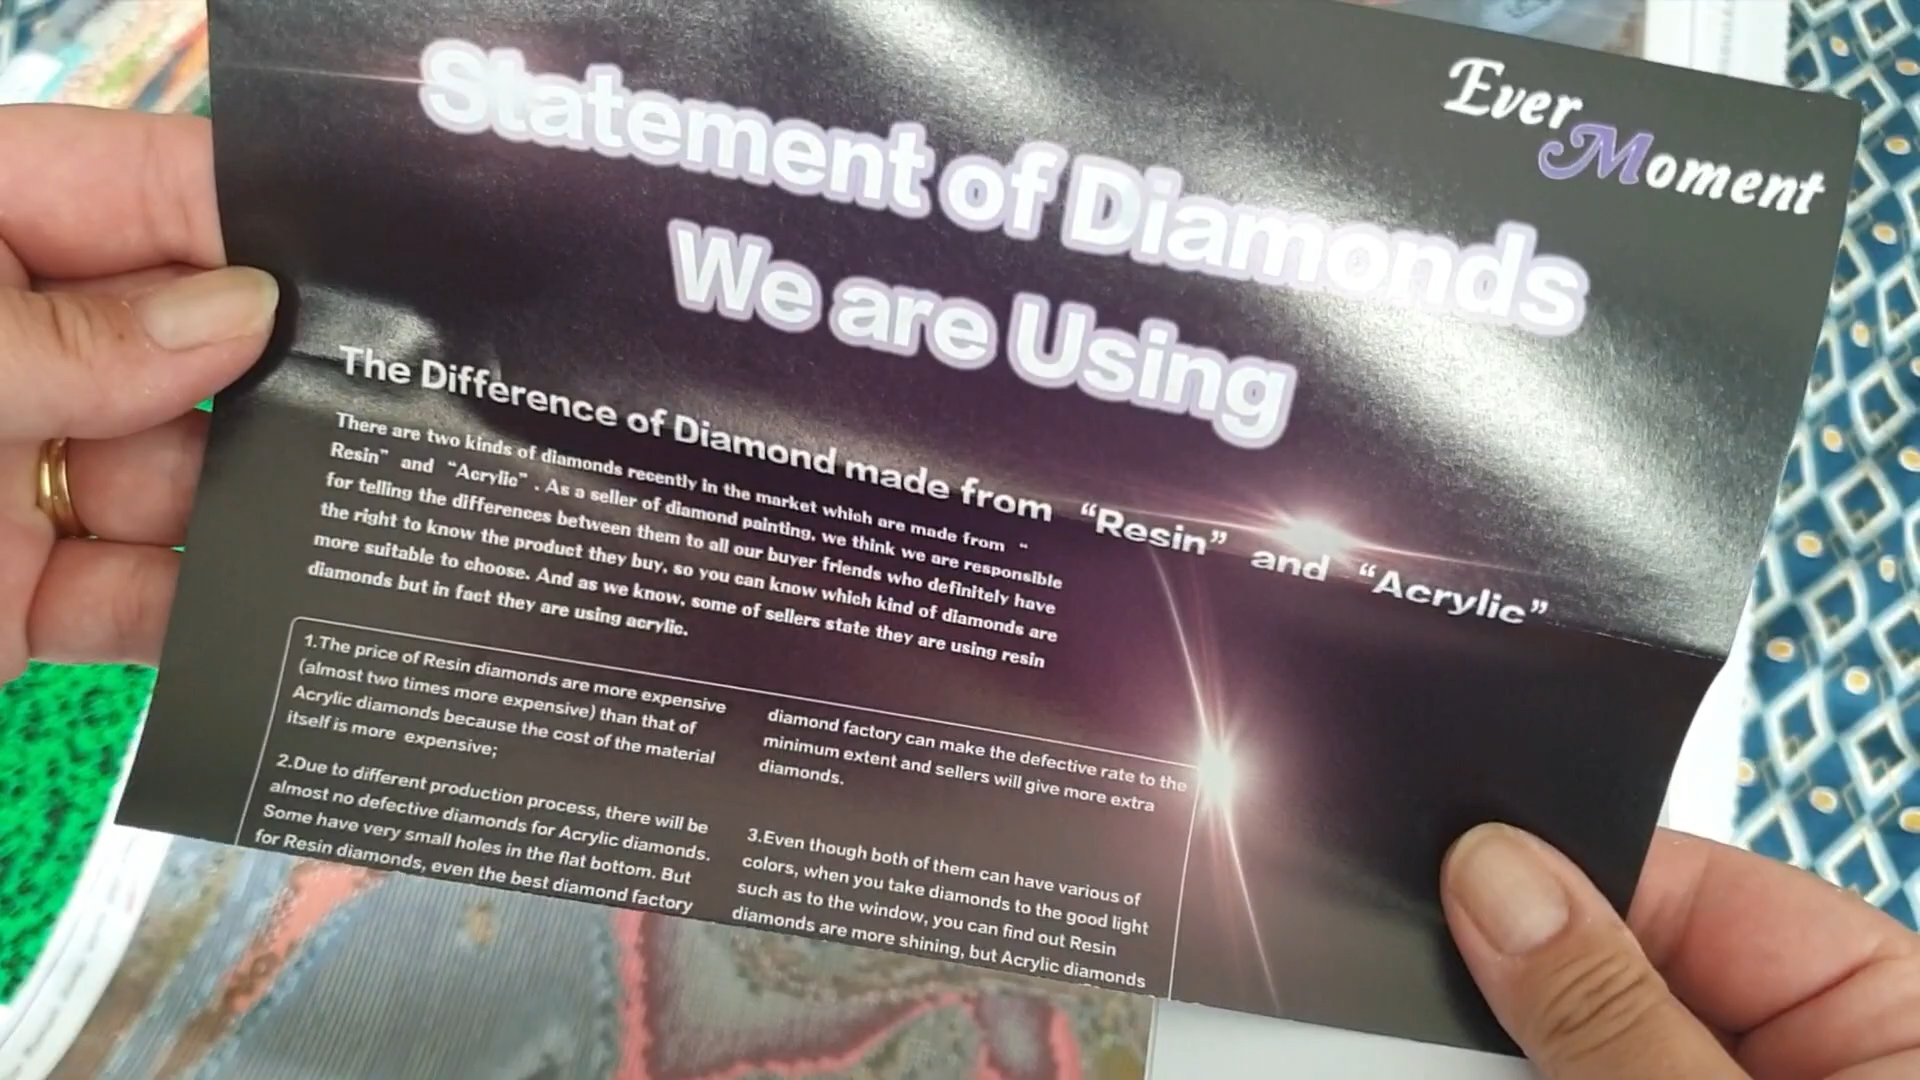 Ever
Moment
Statement of Diamonds
We are Using
The Difference of Diamond made from “Resin” and “Acrylic”
There are two kinds of diamonds recently in the market which are made from “
Resin” and “Acrylic” . As a seller of diamond painting, we think we are responsible
for telling the differences between them to all our buyer friends who definitely have
the right to know the product they buy, so you can know which kind of diamonds are
more suitable to choose. And as we know, some of sellers state they are using resin
diamonds but in fact they are using acrylic.
1.The price of Resin diamonds are more expensive
(almost two times more expensive) than that of
Acrylic diamonds because the cost of the material
itself is more expensive;
2.Due to different production process, there will be
almost no defective diamonds for Acrylic diamonds.
Some have very small holes in the flat bottom. But
for Resin diamonds, even the best diamond factory
diamond factory can make the defective rate to the
minimum extent and sellers will give more extra
diamonds.
3.Even though both of them can have various of
colors, when you take diamonds to the good light
such as to the window, you can find out Resin
diamonds are more shining, but Acrylic diamonds